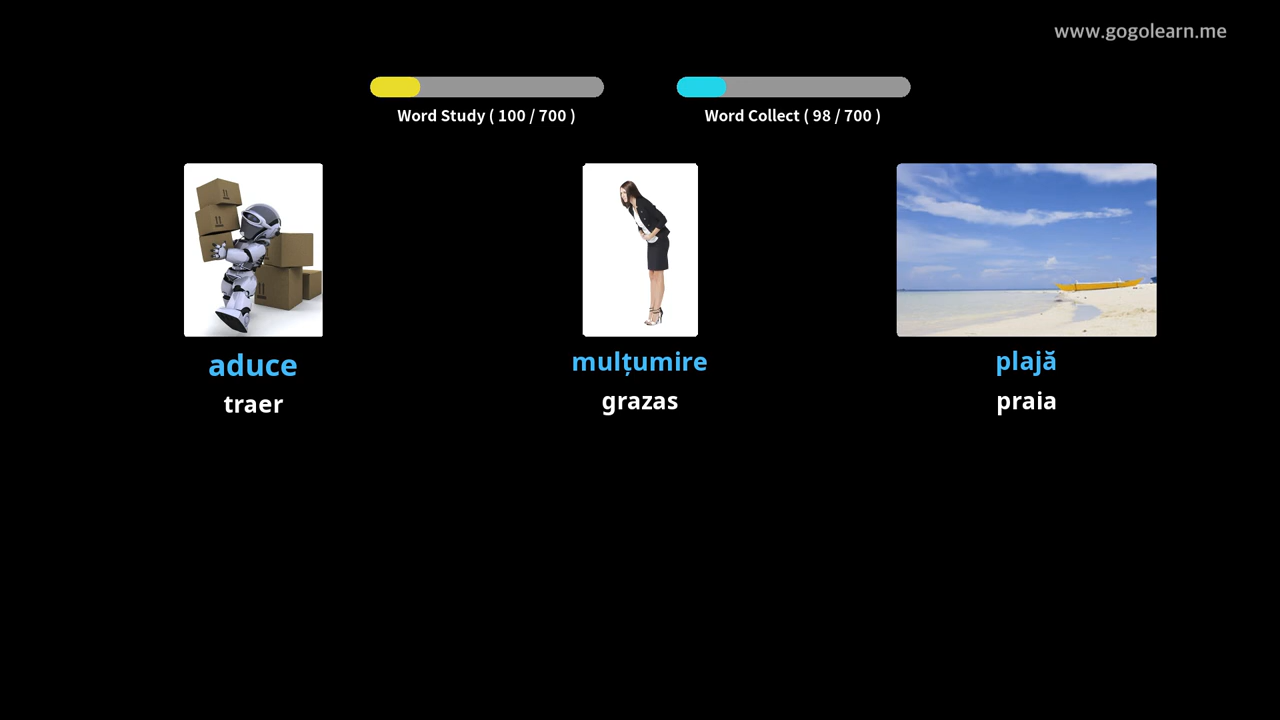 www.gogolearn.me
Word Study ( 100 / 700 )
Word Collect ( 98 / 700 )
aduce
traer
mulțumire
grazas
plajă
praia